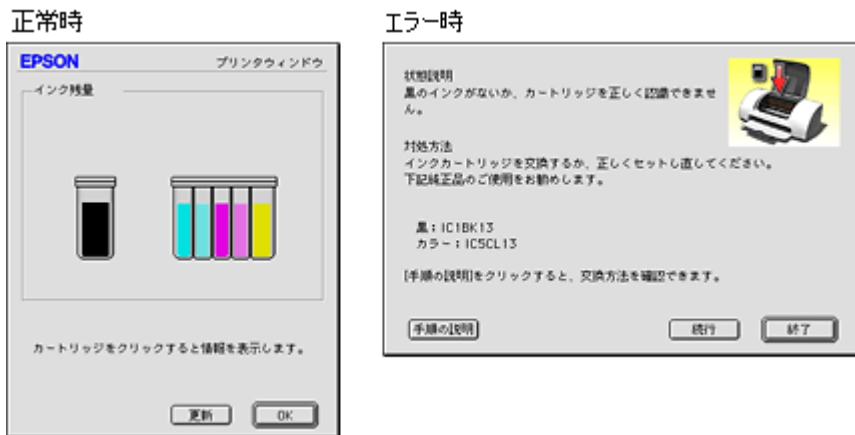 正常時
EPSON プリンタウィンドウ
インク残量
カートリッジをクリックすると情報を表示します。
更新 OK
エラー時
状態説明
黒のインクがないか、カートリッジを正しく認識できませ
ん。
対処方法
インクカートリッジを交換するか、正しくセットし直してください。
下記純正品のご使用をお勧めします。
黒：IC1BK13
カラー：IC5CL13
[手順の説明]をクリックすると、交換方法を確認できます。
手順の説明 続行 終了